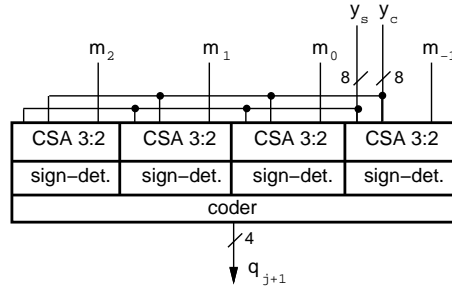 y_s y_c
m_2 m_1 m_0 m_-1
8 8
CSA 3:2 CSA 3:2 CSA 3:2 CSA 3:2
sign-det. sign-det. sign-det. sign-det.
coder
4
q_j+1